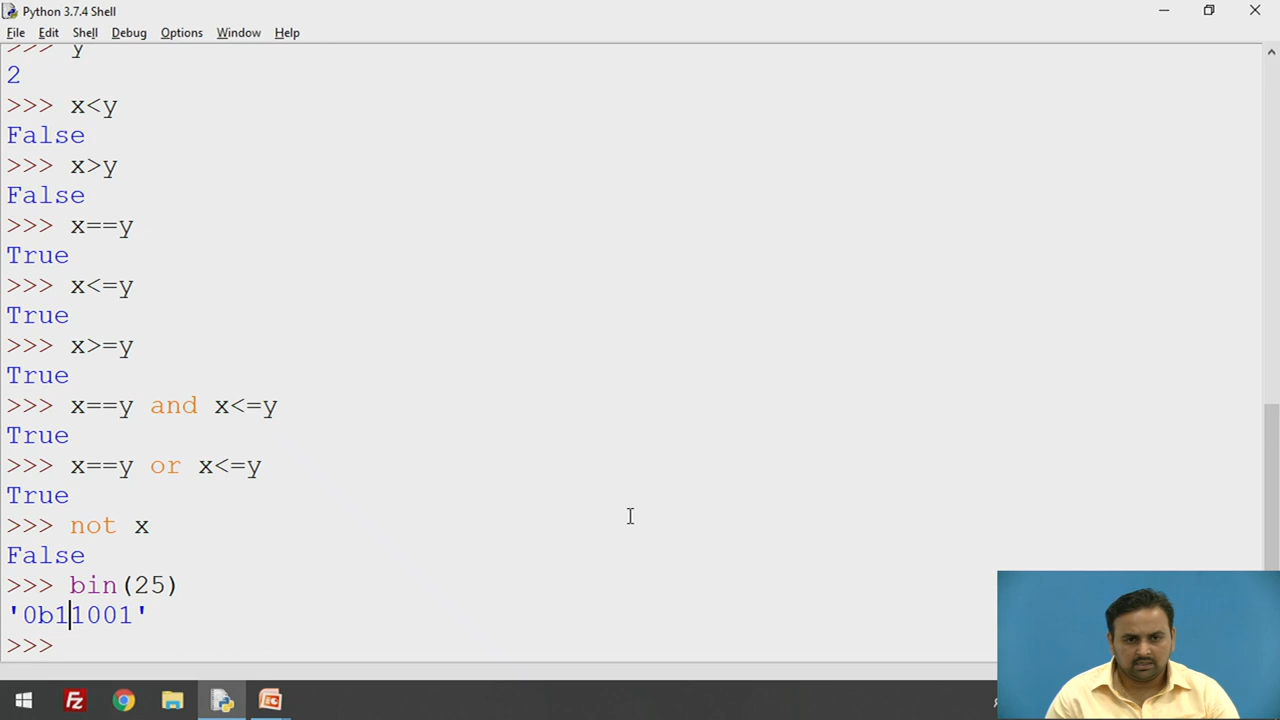 Python 3.7.4 Shell
File Edit Shell Debug Options Window Help
>>> y
2
>>> x<y
False
>>> x>y
False
>>> x==y
True
>>> x<=y
True
>>> x>=y
True
>>> x==y and x<=y
True
>>> x==y or x<=y
True
>>> not x
False
>>> bin(25)
'0b11001'
>>>
Fz